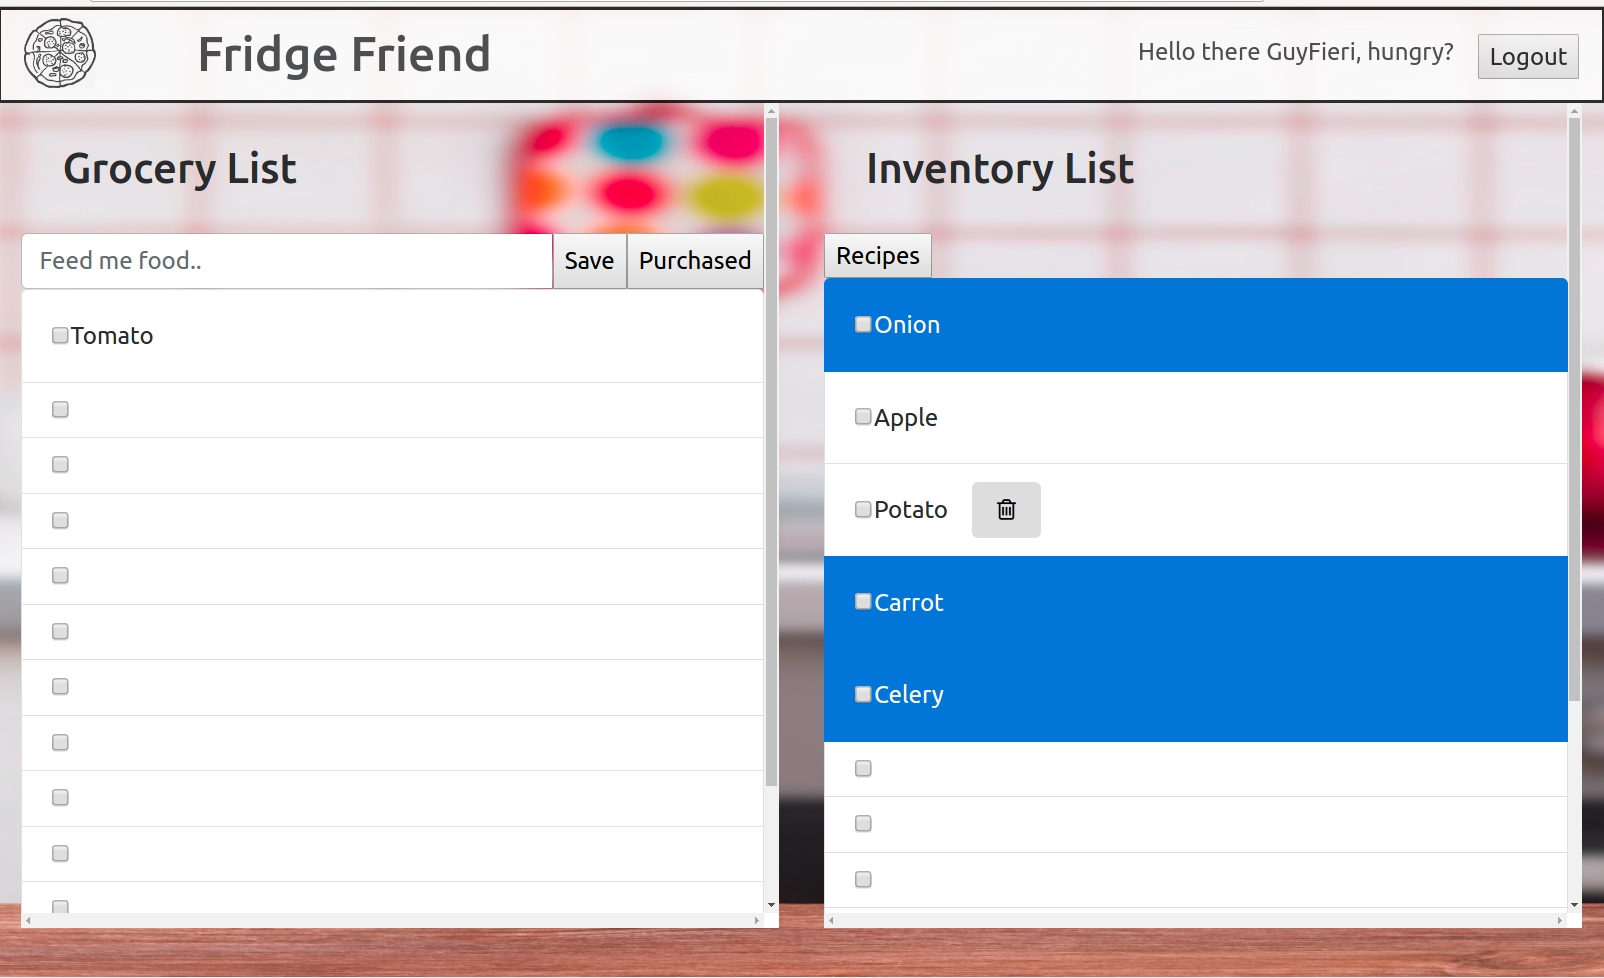 Fridge Friend
Hello there GuyFieri, hungry?
Logout
Grocery List
Feed me food..
Save
Purchased
Tomato
Inventory List
Recipes
Onion
Apple
Potato
Carrot
Celery